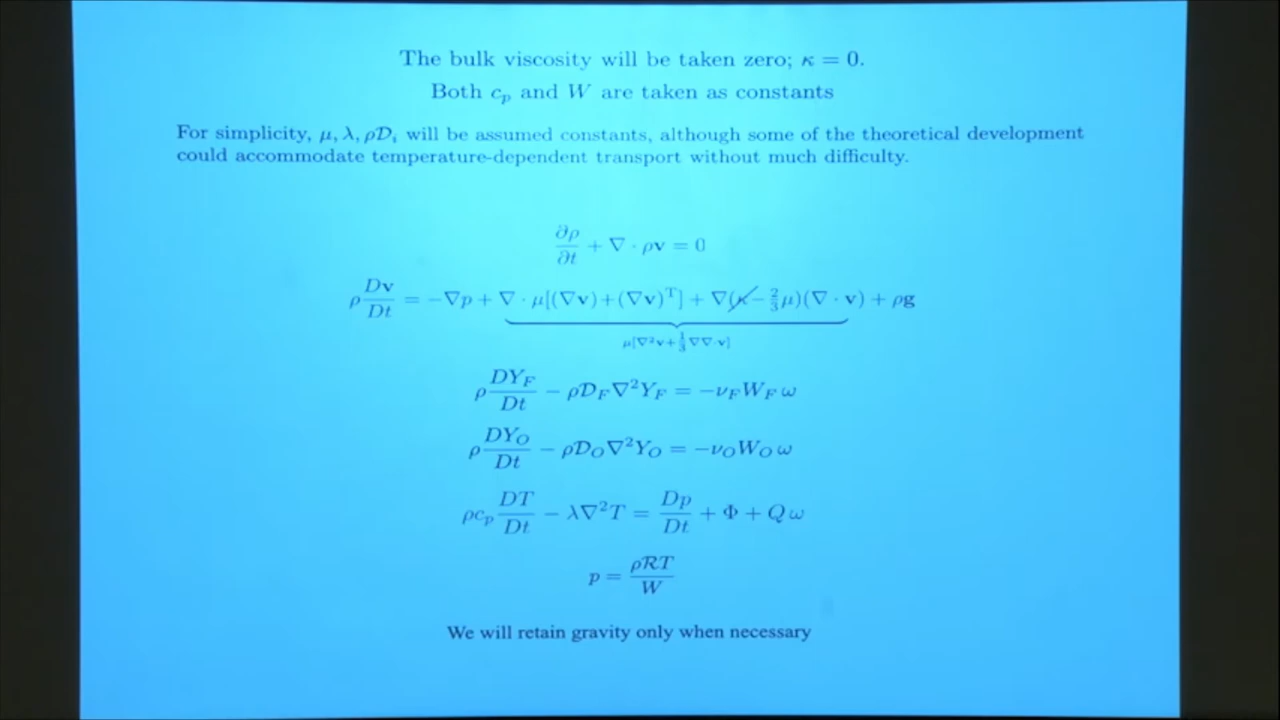 The bulk viscosity will be taken zero; κ = 0.
Both c_p and W are taken as constants
For simplicity, μ, λ, ρ𝒟_i will be assumed constants, although some of the theoretical development
could accommodate temperature-dependent transport without much difficulty.
∂ρ/∂t + ∇ · ρv = 0
ρ Dv/Dt = −∇p + ∇ · μ[(∇v)+(∇v)^T] + ∇(κ − 2/3 μ)(∇ · v) + ρg
μ[∇²v+1/3∇∇·v]
ρ DY_F/Dt − ρ𝒟_F∇²Y_F = −ν_F W_F ω
ρ DY_O/Dt − ρ𝒟_O∇²Y_O = −ν_O W_O ω
ρc_p DT/Dt − λ∇²T = Dp/Dt + Φ + Q ω
p = ρℛT/W
We will retain gravity only when necessary